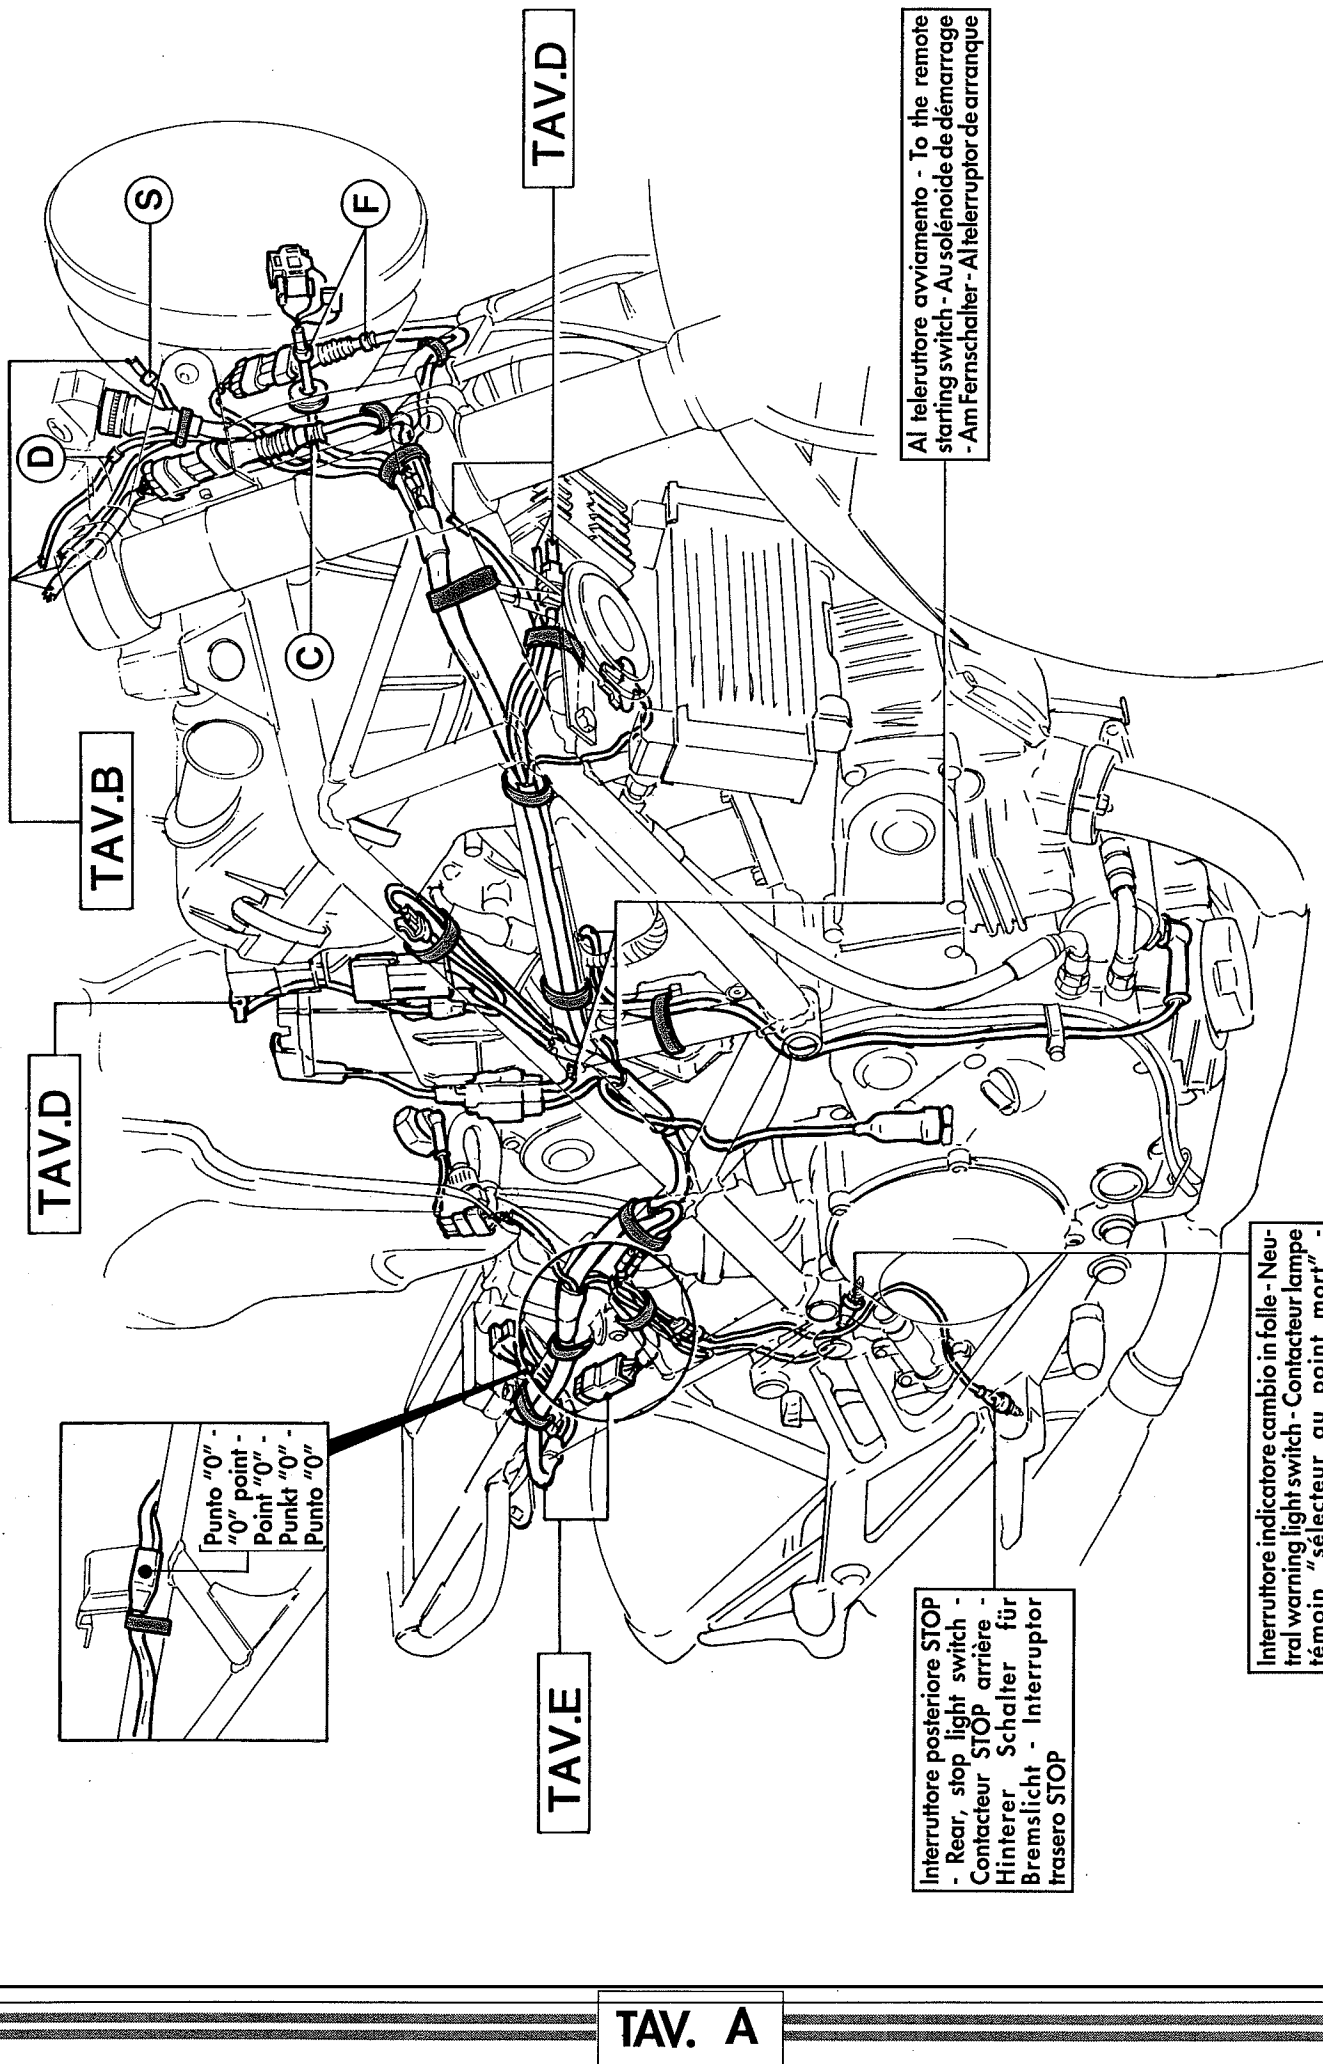 TAV.D
Al teleruttore avviamento - To the remote
starting switch - Au solénoide de démarrage
- Am Fernschalter - Al telerruptor de arranque
S
F
D
C
TAV.B
TAV.D
Punto "0" -
"0" point -
Point "0" -
Punkt "0" -
Punto "0"
TAV.E
Interruttore posteriore STOP
- Rear, stop light switch -
Contacteur STOP arrière -
Hinterer Schalter für
Bremslicht - Interruptor
trasero STOP
Interruttore indicatore cambio in folle - Neu-
tral warning light switch - Contacteur lampe
témoin "sélecteur au point mort" -
TAV. A